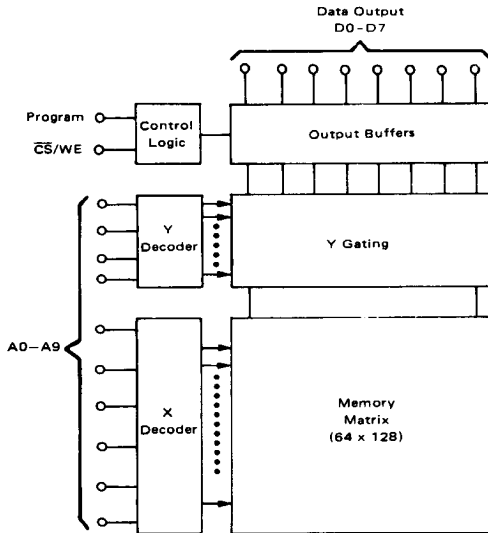 Data Output
D0-D7
Program
C̅S̅/WE
Control
Logic
Output Buffers
Y
Decoder
Y Gating
A0-A9
X
Decoder
Memory
Matrix
(64 x 128)